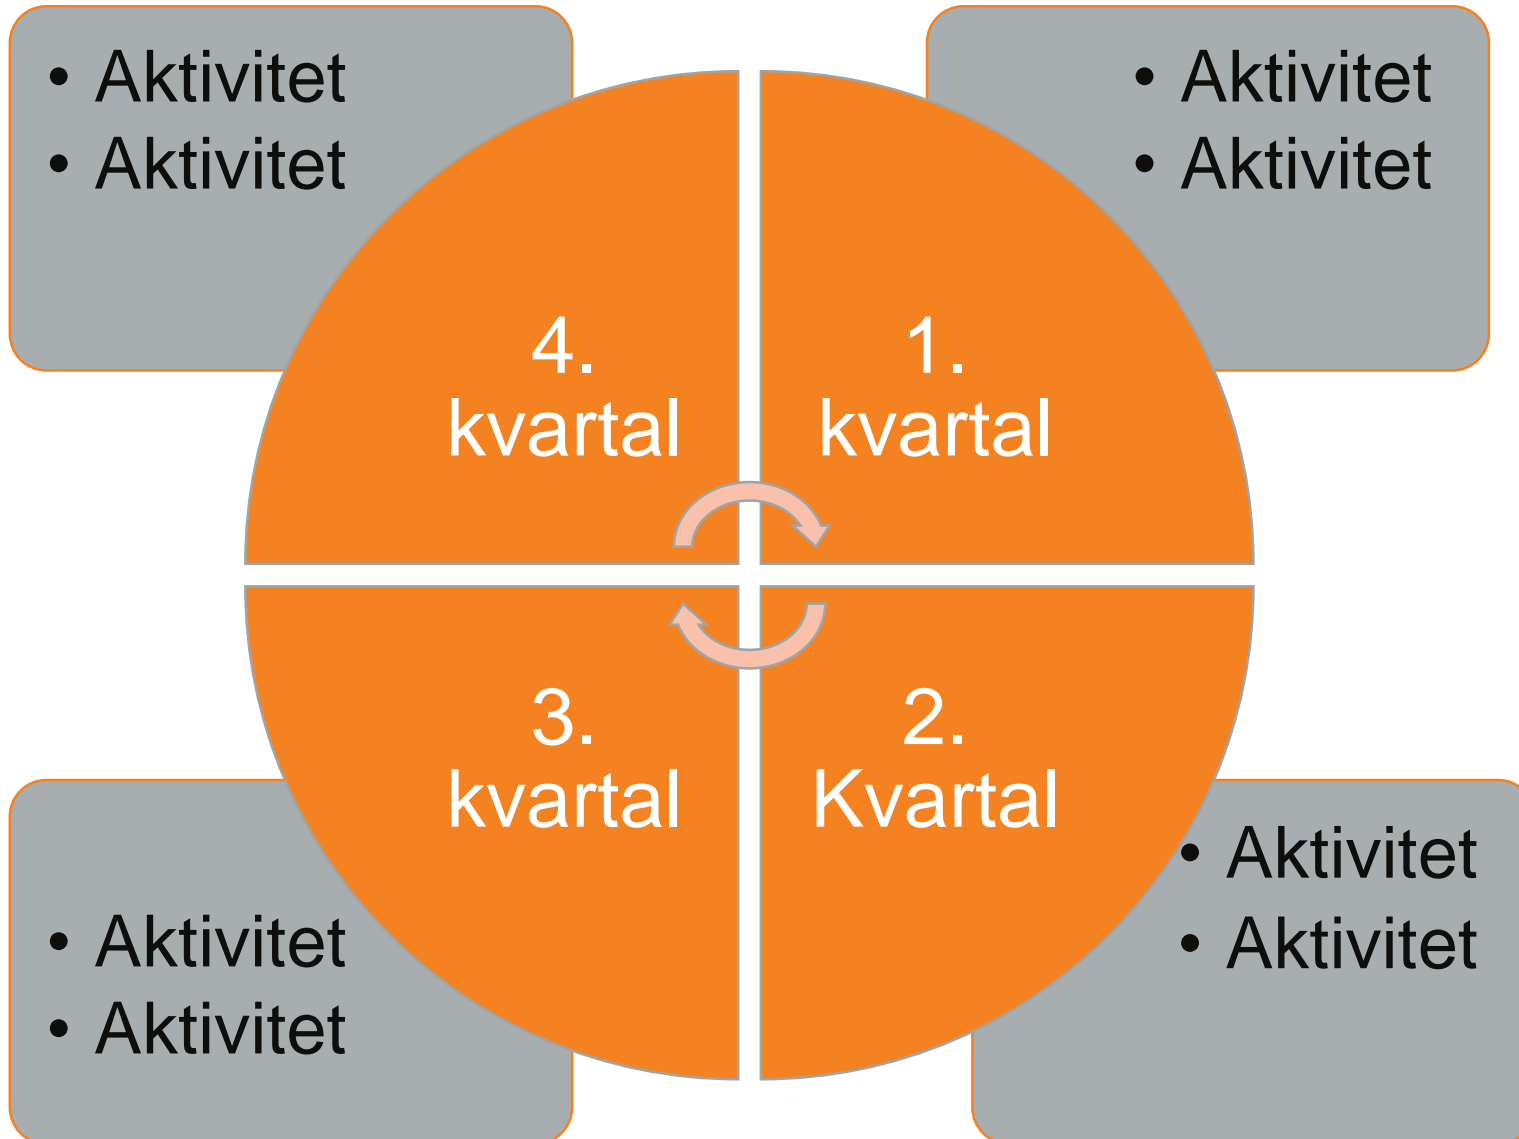 • Aktivitet
• Aktivitet
• Aktivitet
• Aktivitet
4.
kvartal
1.
kvartal
3.
kvartal
2.
Kvartal
• Aktivitet
• Aktivitet
• Aktivitet
• Aktivitet